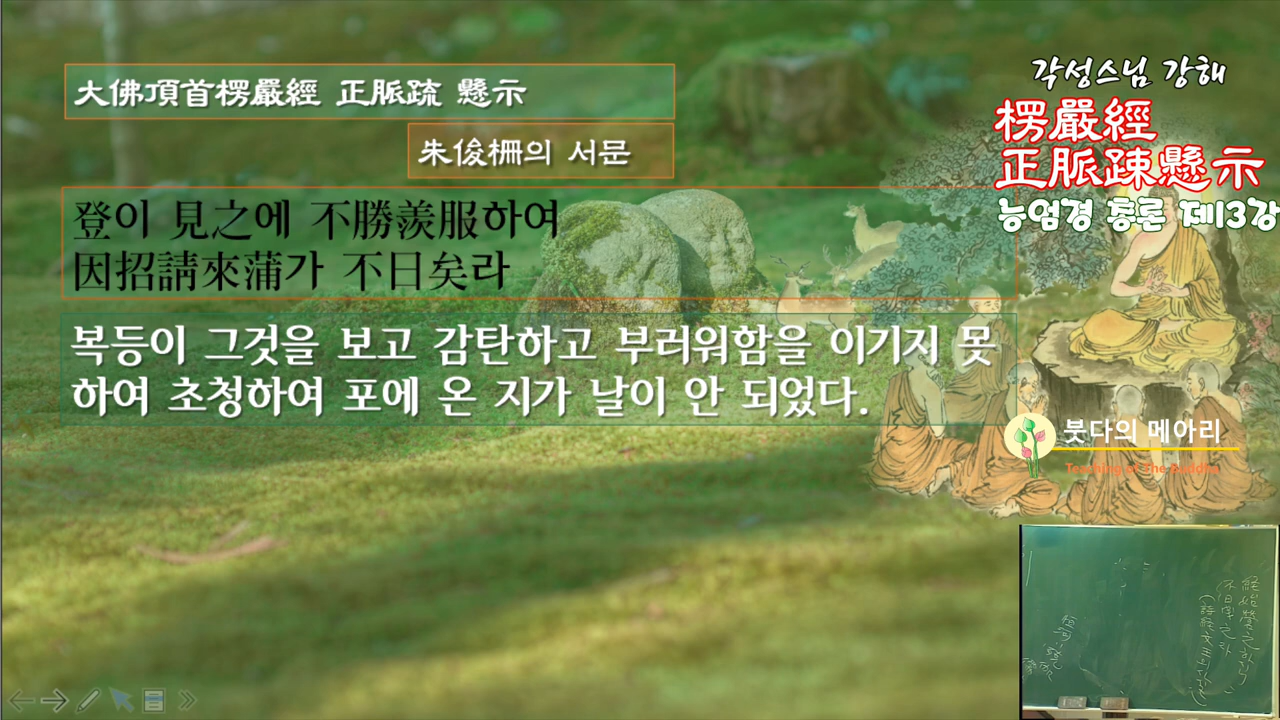 大佛頂首楞嚴經 正脈疏 懸示
朱俊柵의 서문
登이 見之에 不勝羨服하여
因招請來蒲가 不日矣라
복등이 그것을 보고 감탄하고 부러워함을 이기지 못
하여 초청하여 포에 온 지가 날이 안 되었다.
각성스님 강해
楞嚴經
正脈疎懸示
능엄경 총론 제3강
붓다의 메아리
Teaching of The Buddha